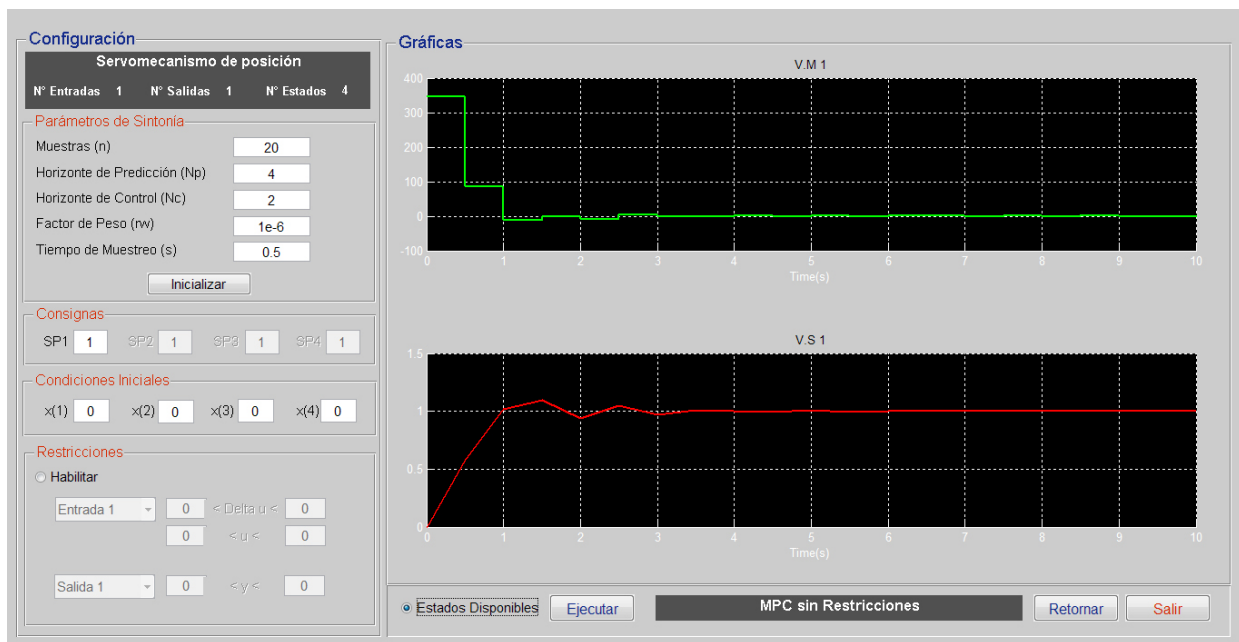 Configuración
Servomecanismo de posición
N° Entradas 1 N° Salidas 1 N° Estados 4
Parámetros de Sintonía
Muestras (n) 20
Horizonte de Predicción (Np) 4
Horizonte de Control (Nc) 2
Factor de Peso (rw) 1e-6
Tiempo de Muestreo (s) 0.5
Inicializar
Consignas
SP1 1 SP2 1 SP3 1 SP4 1
Condiciones Iniciales
x(1) 0 x(2) 0 x(3) 0 x(4) 0
Restricciones
Habilitar
Entrada 1 0 < Delta u < 0
0 < u < 0
Salida 1 0 < y < 0
Gráficas
V.M 1
400
300
200
100
0
-100
0 1 2 3 4 5 6 7 8 9 10
Time(s)
V.S 1
1.5
1
0.5
0
0 1 2 3 4 5 6 7 8 9 10
Time(s)
Estados Disponibles Ejecutar MPC sin Restricciones Retornar Salir